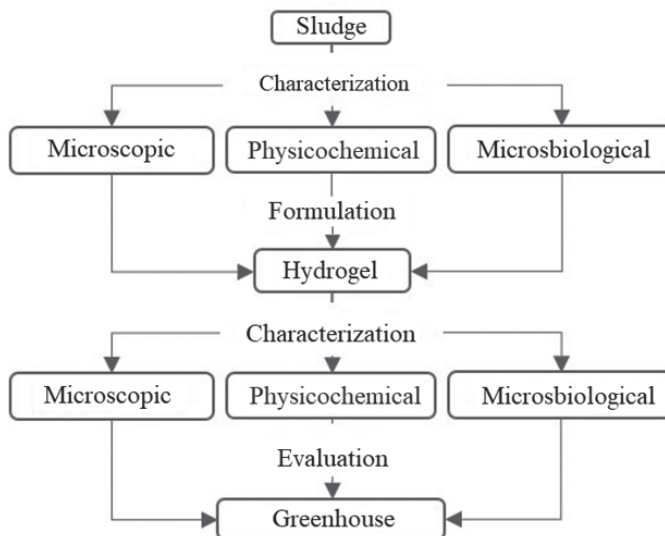 Sludge
Characterization
Microscopic Physicochemical Microsbiological
Formulation
Hydrogel
Characterization
Microscopic Physicochemical Microsbiological
Evaluation
Greenhouse